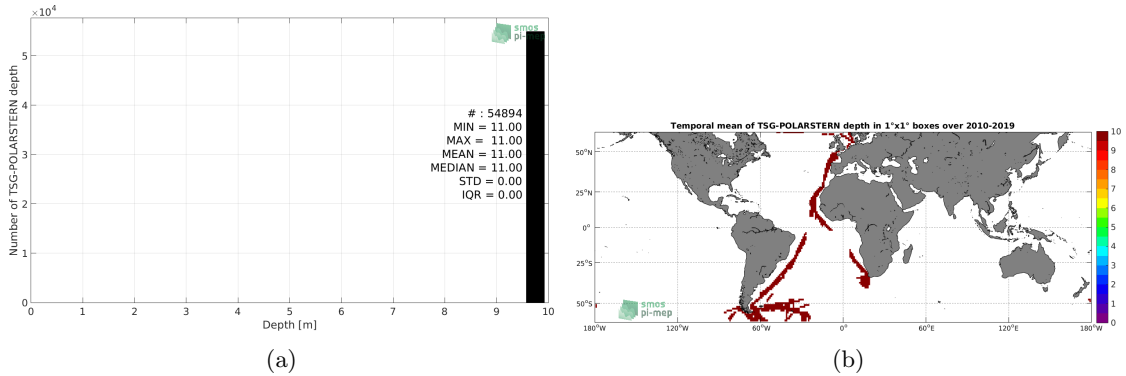 ×10⁴
smos
pi-mep
5
4
3
2
1
0
Number of TSG-POLARSTERN depth
# : 54894
MIN = 11.00
MAX = 11.00
MEAN = 11.00
MEDIAN = 11.00
STD = 0.00
IQR = 0.00
0 1 2 3 4 5 6 7 8 9 10
Depth [m]
(a)
Temporal mean of TSG-POLARSTERN depth in 1°x1° boxes over 2010-2019
50°N
25°N
0°
25°S
50°S
180°W 120°W 60°W 0° 60°E 120°E 180°W
smos
pi-mep
10
9
8
7
6
5
4
3
2
1
0
(b)